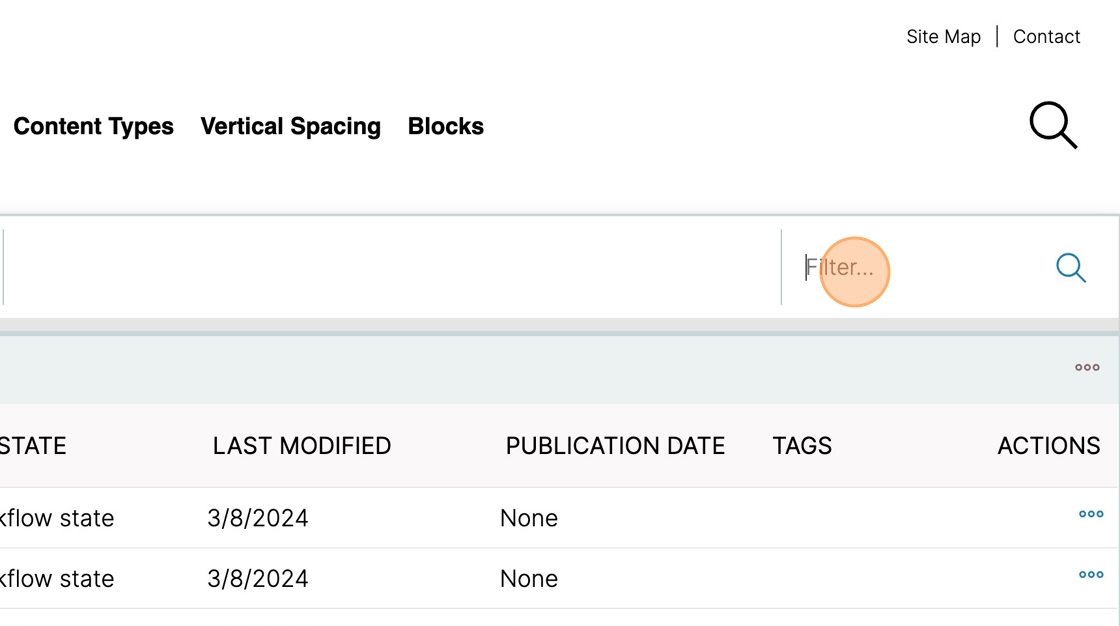 Site Map | Contact
Content Types Vertical Spacing Blocks
Filter...
STATE LAST MODIFIED PUBLICATION DATE TAGS ACTIONS
kflow state 3/8/2024 None
kflow state 3/8/2024 None